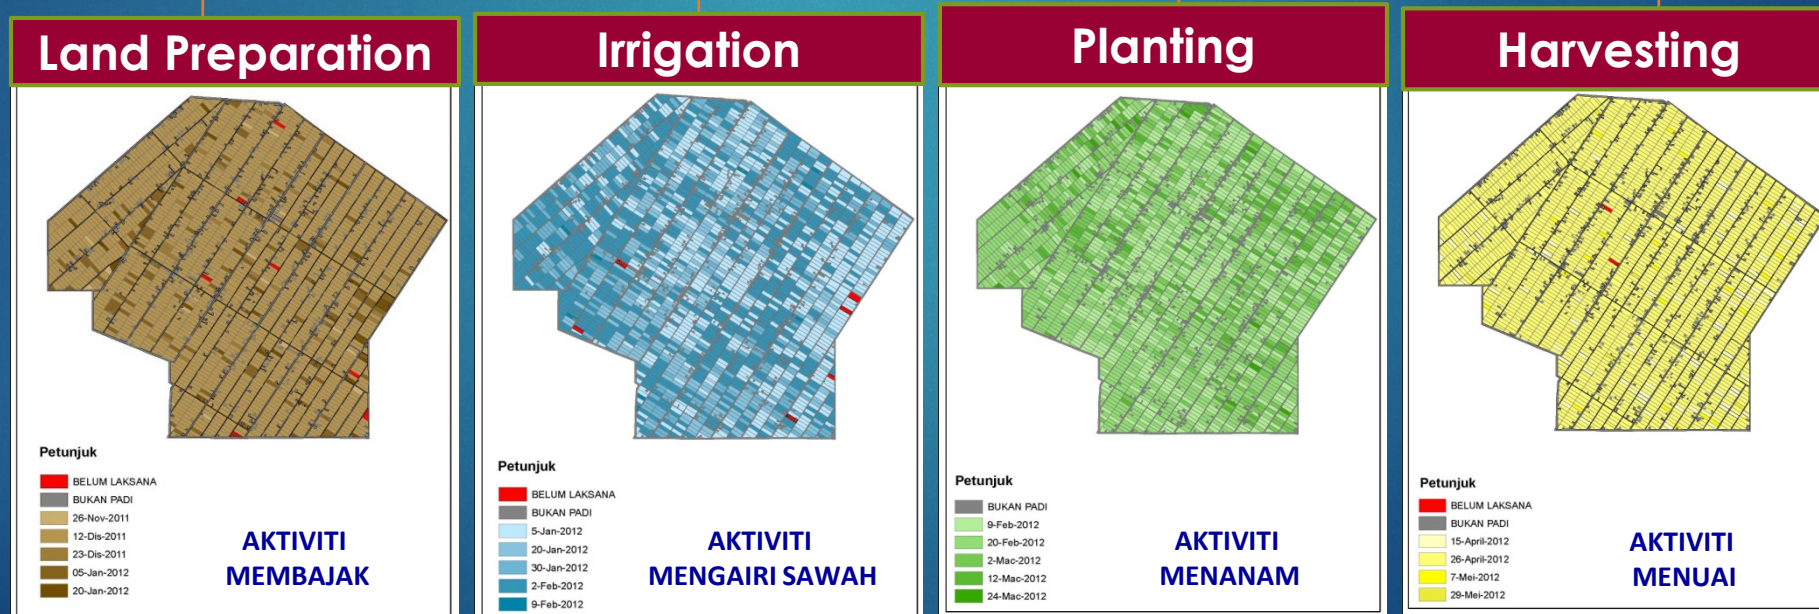 Land Preparation
Petunjuk
BELUM LAKSANA
BUKAN PADI
26-Nov-2011
12-Dis-2011
23-Dis-2011
05-Jan-2012
20-Jan-2012
AKTIVITI
MEMBAJAK
Irrigation
Petunjuk
BELUM LAKSANA
BUKAN PADI
5-Jan-2012
20-Jan-2012
30-Jan-2012
2-Feb-2012
9-Feb-2012
AKTIVITI
MENGAIRI SAWAH
Planting
Petunjuk
BUKAN PADI
9-Feb-2012
20-Feb-2012
2-Mac-2012
12-Mac-2012
24-Mac-2012
AKTIVITI
MENANAM
Harvesting
Petunjuk
BELUM LAKSANA
BUKAN PADI
15-April-2012
26-April-2012
7-Mei-2012
29-Mei-2012
AKTIVITI
MENUAI